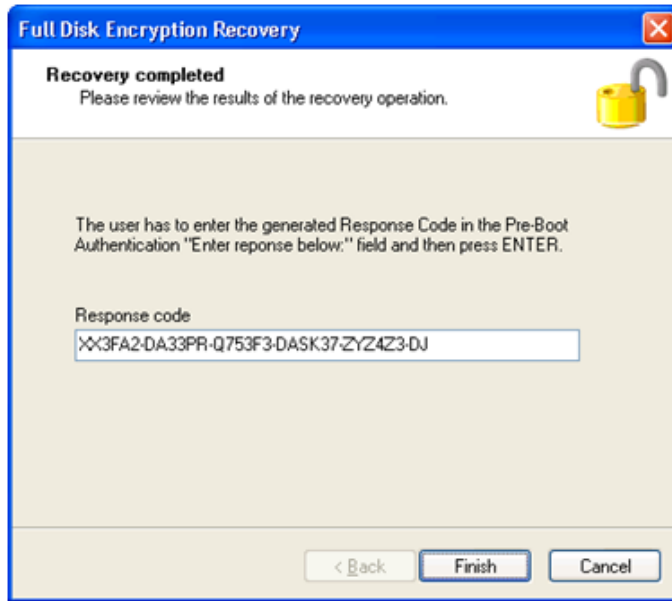 Full Disk Encryption Recovery
Recovery completed
Please review the results of the recovery operation.
The user has to enter the generated Response Code in the Pre-Boot
Authentication "Enter reponse below:" field and then press ENTER.
Response code
XX3FA2-DA33PR-Q753F3-DASK37-ZYZ4Z3-DJ
< Back
Finish
Cancel